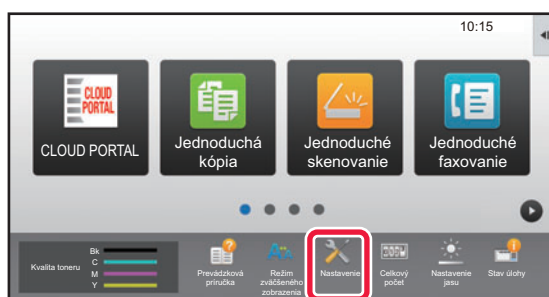 10:15
CLOUD
PORTAL
CLOUD PORTAL
Jednoduchá
kópia
Jednoduché
skenovanie
Jednoduché
faxovanie
Kvalita toneru
Bk
C
M
Y
Prevádzková
príručka
Režim
zväčšeného
zobrazenia
Nastavenie
Celkový
počet
Nastavenie
jasu
Stav úlohy